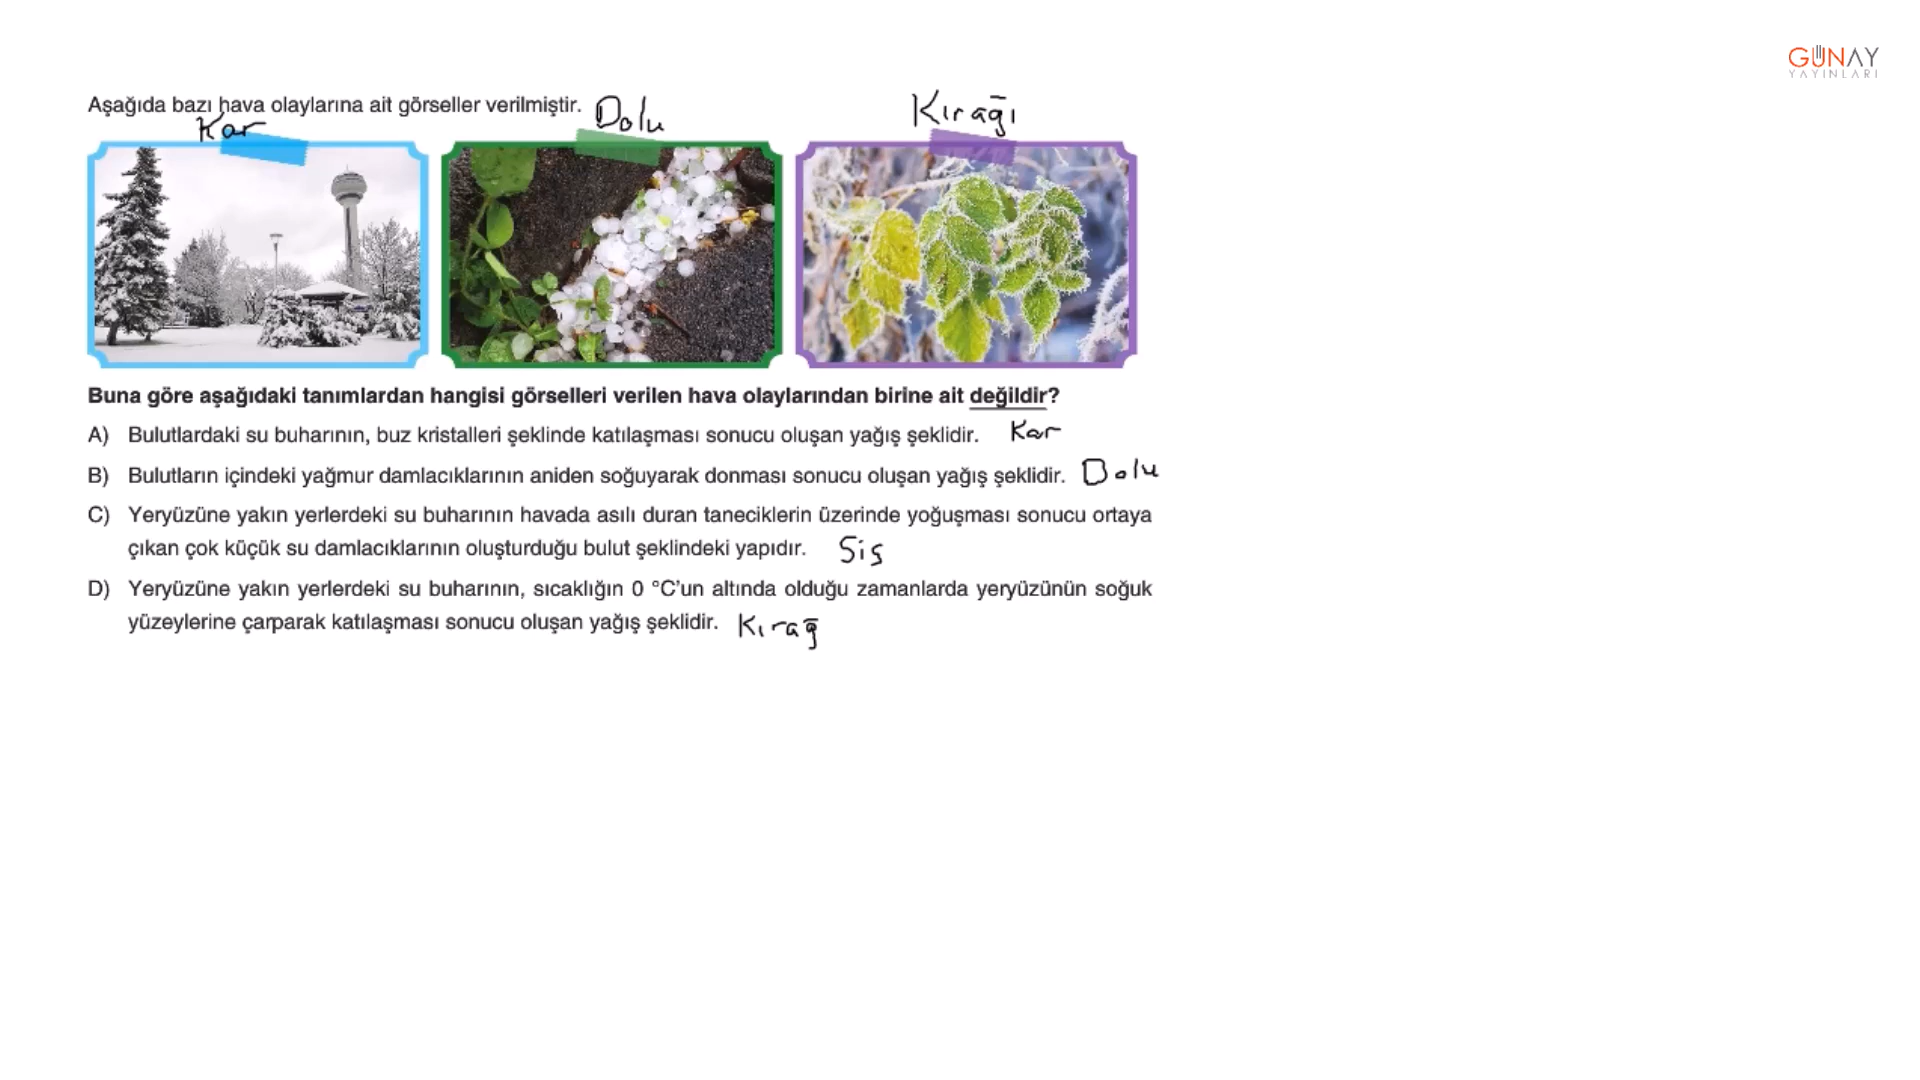 GÜNAY
YAYINLARI
Aşağıda bazı hava olaylarına ait görseller verilmiştir.
Kar
Dolu
Kırağı
Buna göre aşağıdaki tanımlardan hangisi görselleri verilen hava olaylarından birine ait değildir?
A) Bulutlardaki su buharının, buz kristalleri şeklinde katılaşması sonucu oluşan yağış şeklidir. Kar
B) Bulutların içindeki yağmur damlacıklarının aniden soğuyarak donması sonucu oluşan yağış şeklidir. Dolu
C) Yeryüzüne yakın yerlerdeki su buharının havada asılı duran taneciklerin üzerinde yoğuşması sonucu ortaya
çıkan çok küçük su damlacıklarının oluşturduğu bulut şeklindeki yapıdır. Sis
D) Yeryüzüne yakın yerlerdeki su buharının, sıcaklığın 0 °C'un altında olduğu zamanlarda yeryüzünün soğuk
yüzeylerine çarparak katılaşması sonucu oluşan yağış şeklidir. Kırağ